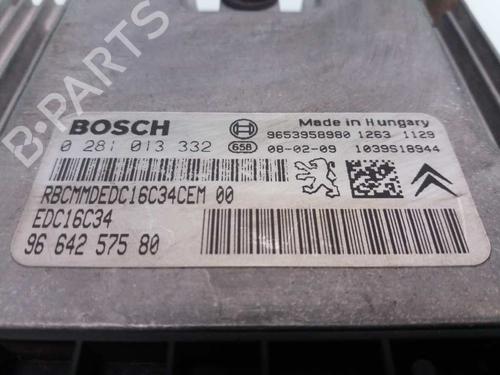 B-PARTS
BOSCH
Made in Hungary
9653958980 1263 1129
0 281 013 332
658
08-02-09
1039S18944
RBCMMDEDC16C34CEM 00
EDC16C34
96 642 575 80